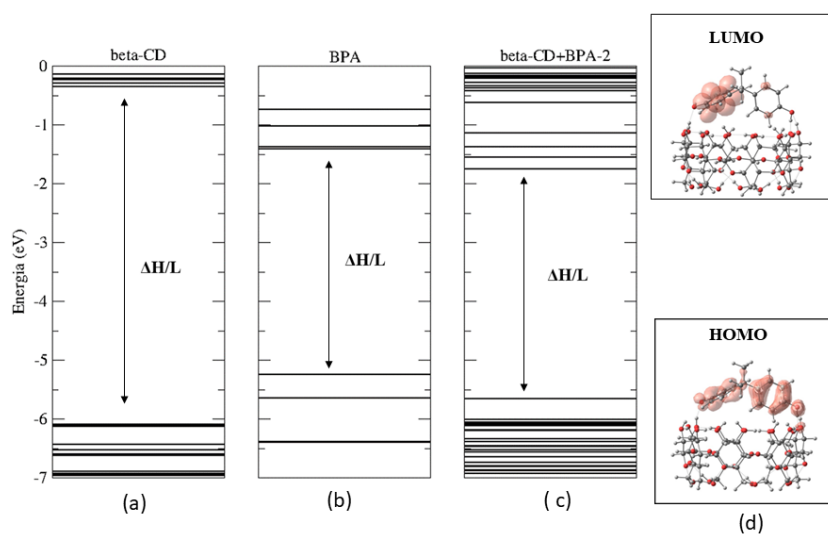 beta-CD
BPA
beta-CD+BPA-2
LUMO
0
-1
-2
-3
-4
-5
-6
-7
Energia (eV)
ΔH/L
ΔH/L
ΔH/L
HOMO
(a)
(b)
( c)
(d)